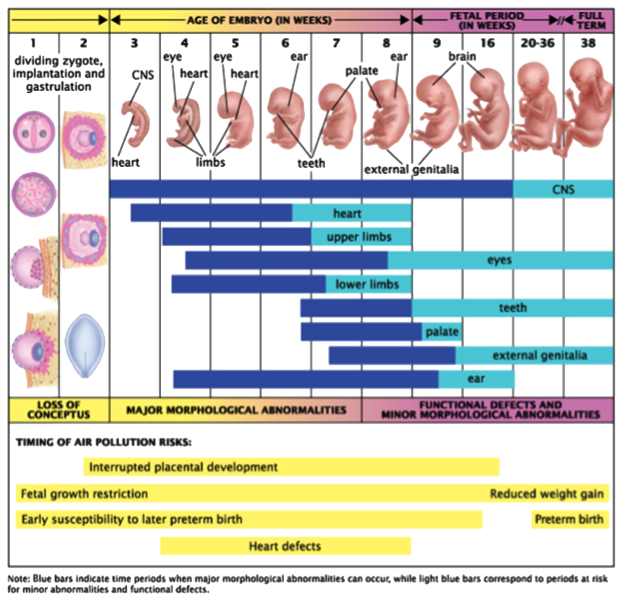 AGE OF EMBRYO (IN WEEKS)
FETAL PERIOD
(IN WEEKS)
FULL
TERM
1 2 3 4 5 6 7 8 9 16 20-36 38
dividing zygote,
implantation and
gastrulation
CNS
heart
eye
heart
eye
heart
limbs
ear
palate
teeth
ear
brain
external genitalia
CNS
heart
upper limbs
eyes
lower limbs
teeth
palate
external genitalia
ear
LOSS OF
CONCEPTUS
MAJOR MORPHOLOGICAL ABNORMALITIES
FUNCTIONAL DEFECTS AND
MINOR MORPHOLOGICAL ABNORMALITIES
TIMING OF AIR POLLUTION RISKS:
Interrupted placental development
Fetal growth restriction Reduced weight gain
Early susceptibility to later preterm birth Preterm birth
Heart defects
Note: Blue bars indicate time periods when major morphological abnormalities can occur, while light blue bars correspond to periods at risk
for minor abnormalities and functional defects.